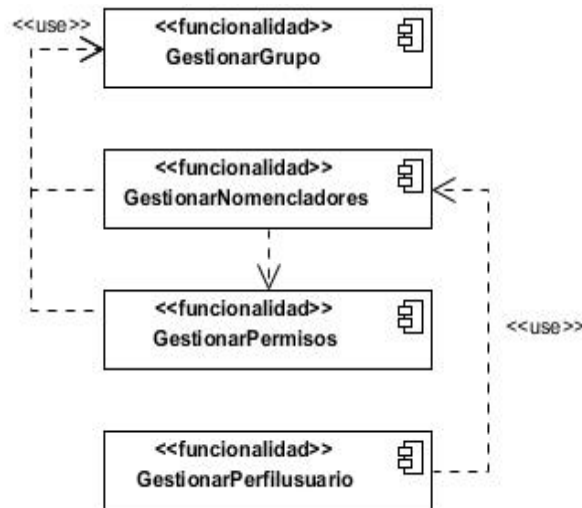 <<use>>
<<funcionalidad>>
GestionarGrupo
<<funcionalidad>>
GestionarNomencladores
<<funcionalidad>>
GestionarPermisos
<<use>>
<<funcionalidad>>
GestionarPerfilusuario